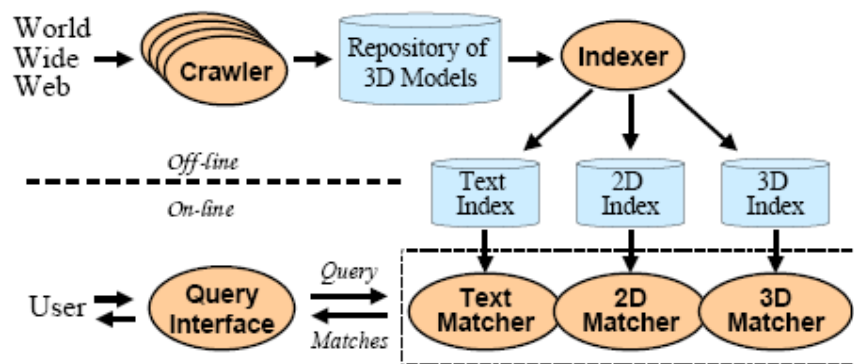 World
Wide
Web
Crawler
Repository of
3D Models
Indexer
Off-line
On-line
Text
Index
2D
Index
3D
Index
User
Query
Interface
Query
Matches
Text
Matcher
2D
Matcher
3D
Matcher